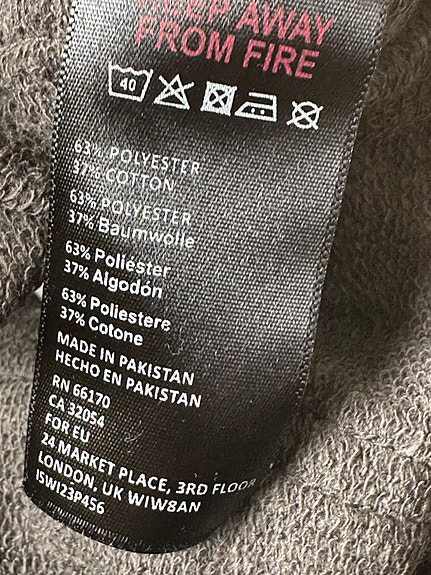 KEEP AWAY
FROM FIRE
40
63% POLYESTER
37% COTTON
63% POLYESTER
37% Baumwolle
63% Poliéster
37% Algodón
63% Poliestere
37% Cotone
MADE IN PAKISTAN
HECHO EN PAKISTAN
RN 66170
CA 32054
FOR EU
24 MARKET PLACE, 3RD FLOOR
LONDON, UK WIW8AN
ISWI23P456